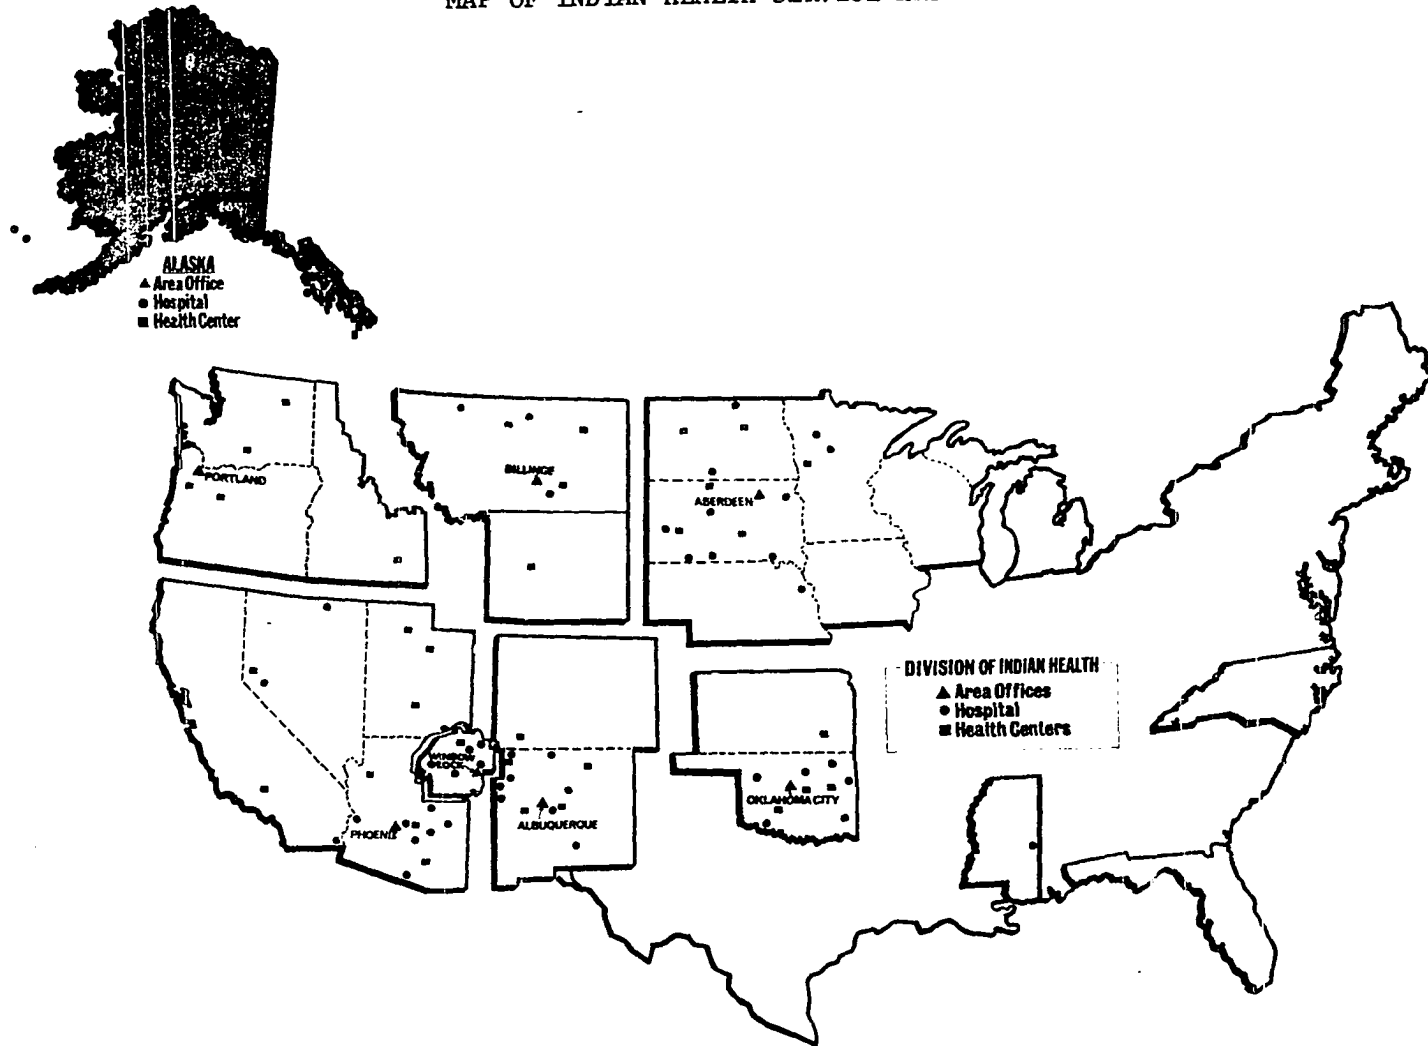 MAP OF INDIAN HEALTH
ALASKA
▲ Area Office
● Hospital
■ Health Center
PORTLAND
BILLINGS
ABERDEEN
DIVISION OF INDIAN HEALTH
▲ Area Offices
● Hospital
■ Health Centers
WINDOW
ROCK
OKLAHOMA CITY
PHOENIX
ALBUQUERQUE